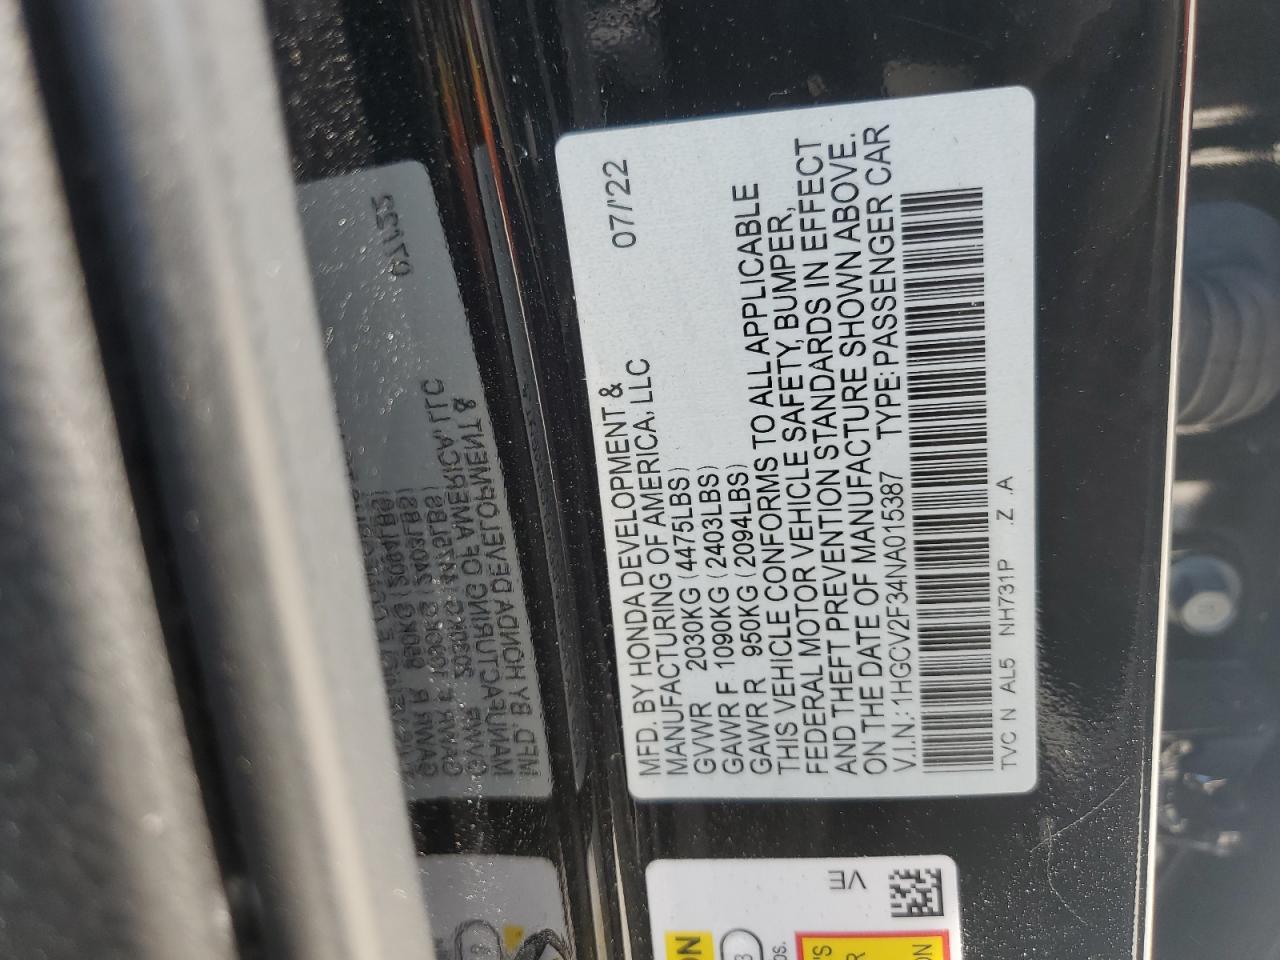 MFD. BY HONDA DEVELOPMENT & 07/'22
MANUFACTURING OF AMERICA, LLC
GVWR 2030KG (4475LBS)
GAWR F 1090KG (2403LBS)
GAWR R 950KG (2094LBS)
THIS VEHICLE CONFORMS TO ALL APPLICABLE
FEDERAL MOTOR VEHICLE SAFETY, BUMPER,
AND THEFT PREVENTION STANDARDS IN EFFECT
ON THE DATE OF MANUFACTURE SHOWN ABOVE.
V.I.N.: 1HGCV2F34NA015387 TYPE: PASSENGER CAR
TVC N AL5 NH731P .Z .A
VE